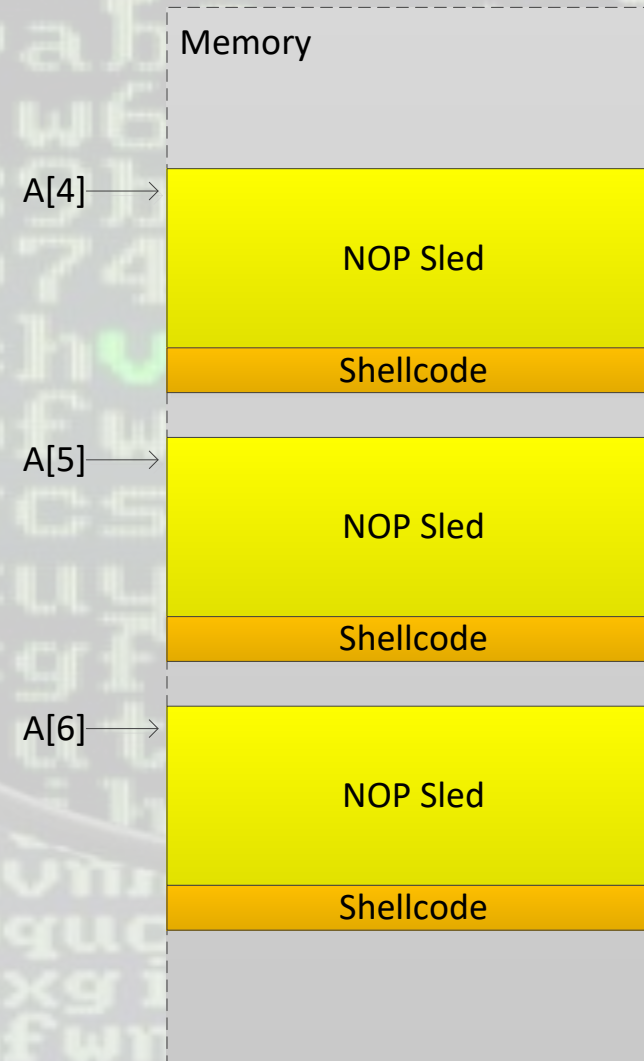 Memory
A[4]
NOP Sled
Shellcode
A[5]
NOP Sled
Shellcode
A[6]
NOP Sled
Shellcode